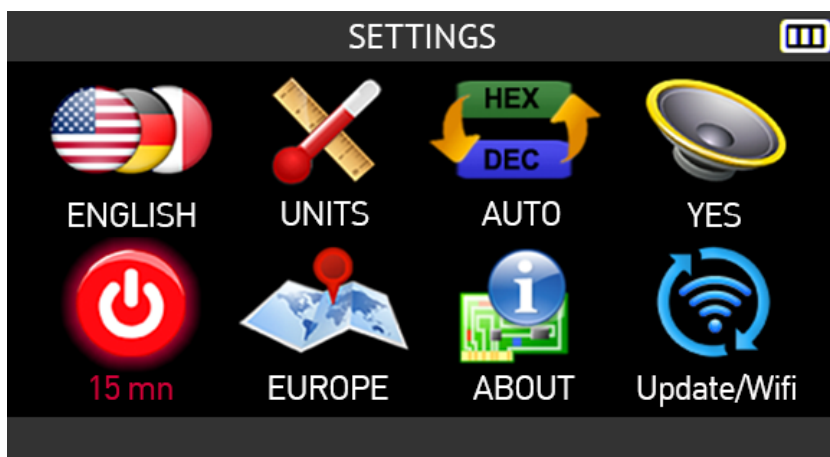 SETTINGS
HEX
DEC
ENGLISH UNITS AUTO YES
15 mn EUROPE ABOUT Update/Wifi